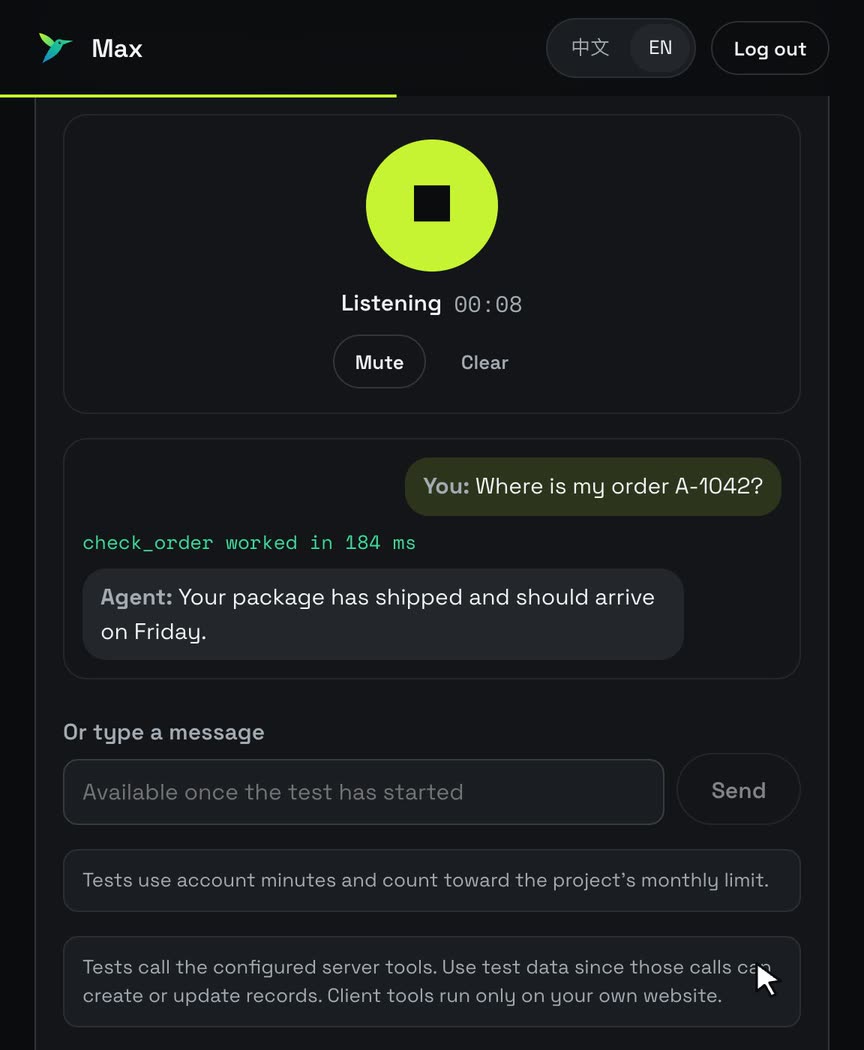 Max
中文
EN
Log out
Listening 00:08
Mute
Clear
You: Where is my order A-1042?
check_order worked in 184 ms
Agent: Your package has shipped and should arrive
on Friday.
Or type a message
Available once the test has started
Send
Tests use account minutes and count toward the project's monthly limit.
Tests call the configured server tools. Use test data since those calls can
create or update records. Client tools run only on your own website.